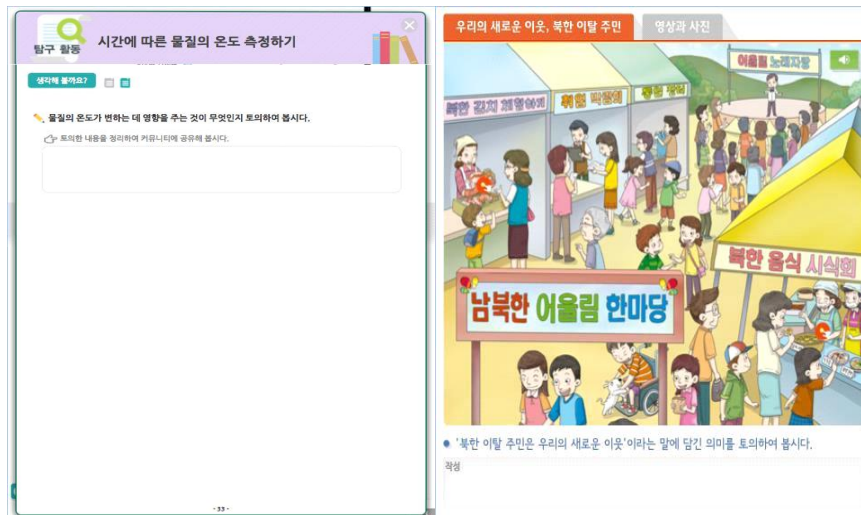 탐구 활동
시간에 따른 물질의 온도 측정하기
생각해 볼까요?
물질의 온도가 변하는 데 영향을 주는 것이 무엇인지 토의하여 봅시다.
토의한 내용을 정리하여 커뮤니티에 공유해 봅시다.
- 33 -
우리의 새로운 이웃, 북한 이탈 주민
영상과 사진
어울림 노래자랑
북한 김치 체험하기
취업 박람회
북한 음식 시식회
남북한 어울림 한마당
'북한 이탈 주민은 우리의 새로운 이웃'이라는 말에 담긴 의미를 토의하여 봅시다.
작성